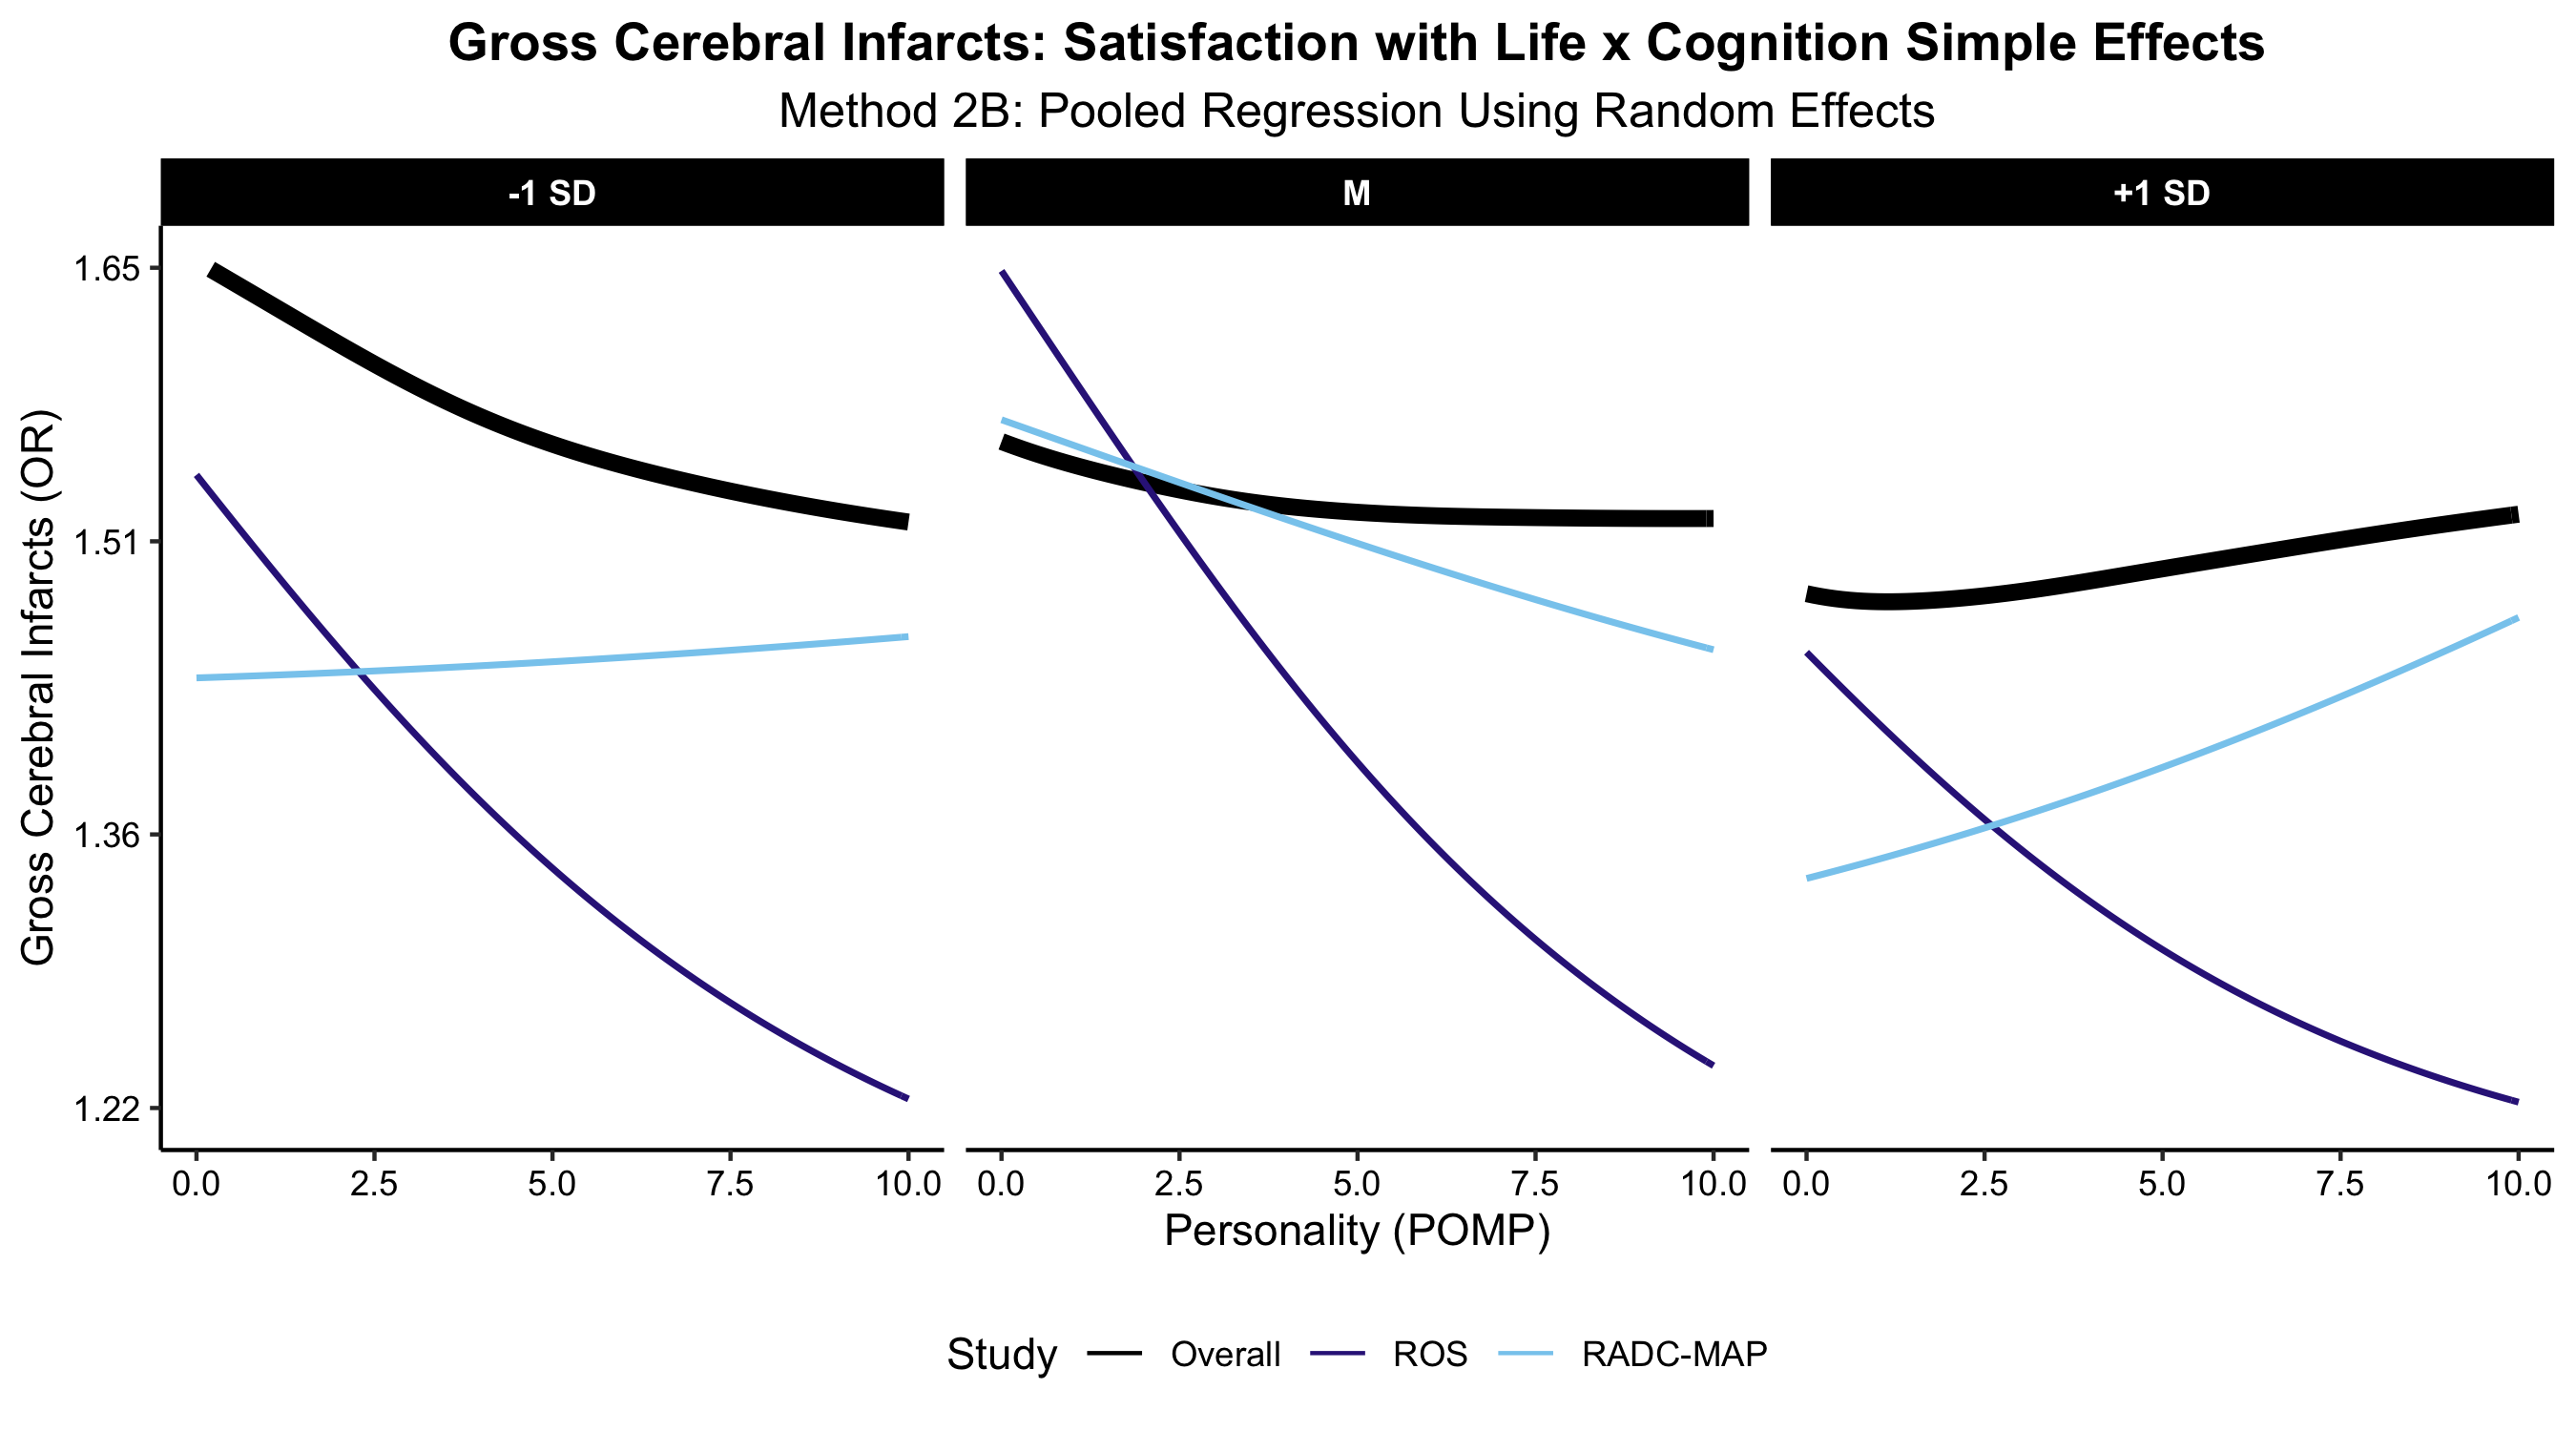 Gross Cerebral Infarcts: Satisfaction with Life x Cognition Simple Effects
Method 2B: Pooled Regression Using Random Effects
-1 SD
M
+1 SD
Gross Cerebral Infarcts (OR)
1.65
1.51
1.36
1.22
0.0 2.5 5.0 7.5 10.0
0.0 2.5 5.0 7.5 10.0
0.0 2.5 5.0 7.5 10.0
Personality (POMP)
Study Overall ROS RADC-MAP